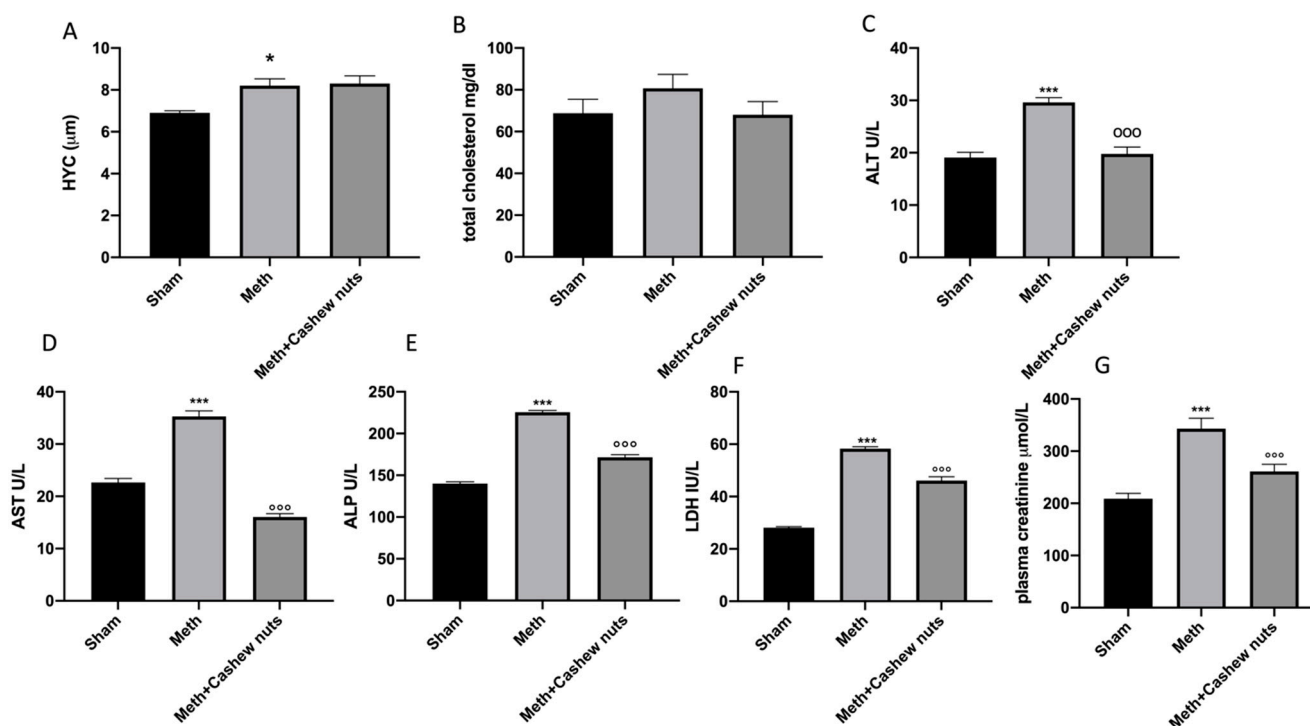 A
HYC (μm)
10
8
6
4
2
0
*
Sham
Meth
Meth+Cashew nuts
B
total cholesterol mg/dl
100
80
60
40
20
0
Sham
Meth
Meth+Cashew nuts
C
ALT U/L
40
30
20
10
0
***
ooo
Sham
Meth
Meth+Cashew nuts
D
AST U/L
40
30
20
10
0
***
ooo
Sham
Meth
Meth+Cashew nuts
E
ALP U/L
250
200
150
100
50
0
***
ooo
Sham
Meth
Meth+Cashew nuts
F
LDH IU/L
80
60
40
20
0
***
ooo
Sham
Meth
Meth+Cashew nuts
G
plasma creatinine μmol/L
400
300
200
100
0
***
ooo
Sham
Meth
Meth+Cashew nuts